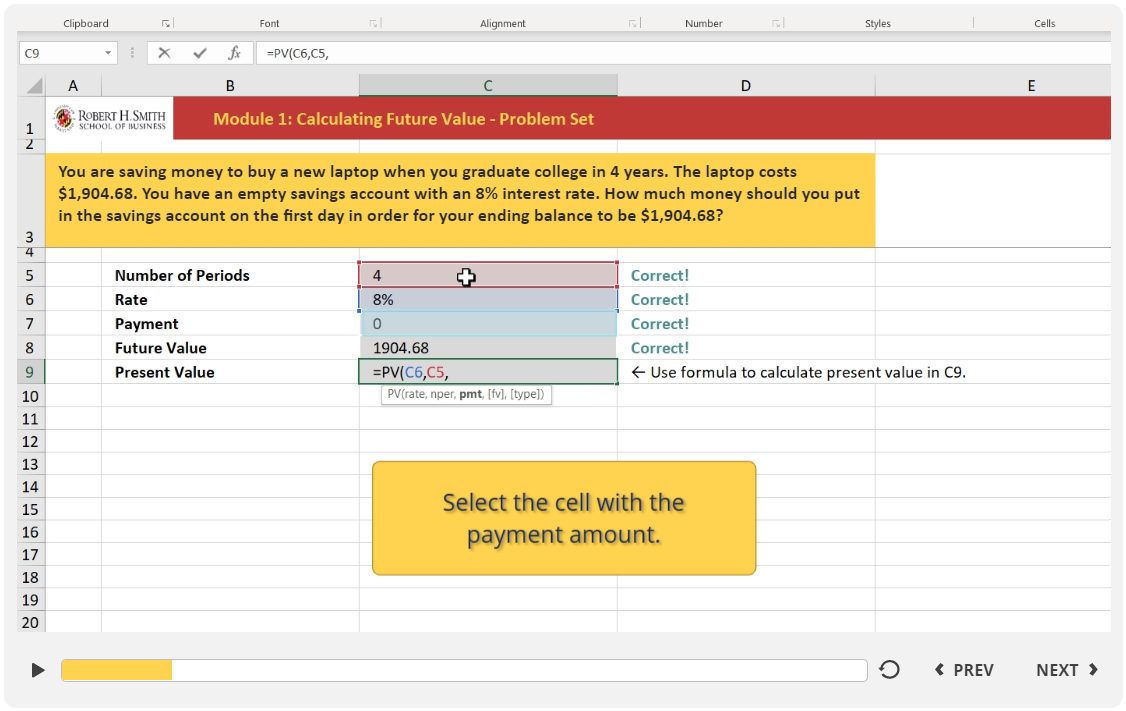 Clipboard Font Alignment Number Styles Cells
C9 fx =PV(C6,C5,
A B C D E
1 ROBERT H. SMITH
SCHOOL OF BUSINESS
Module 1: Calculating Future Value - Problem Set
2
3 You are saving money to buy a new laptop when you graduate college in 4 years. The laptop costs
$1,904.68. You have an empty savings account with an 8% interest rate. How much money should you put
in the savings account on the first day in order for your ending balance to be $1,904.68?
4
5 Number of Periods 4 Correct!
6 Rate 8% Correct!
7 Payment 0 Correct!
8 Future Value 1904.68 Correct!
9 Present Value =PV(C6,C5, ← Use formula to calculate present value in C9.
PV(rate, nper, pmt, [fv], [type])
10
11
12
13
14
Select the cell with the
15
16
payment amount.
17
18
19
20
PREV NEXT